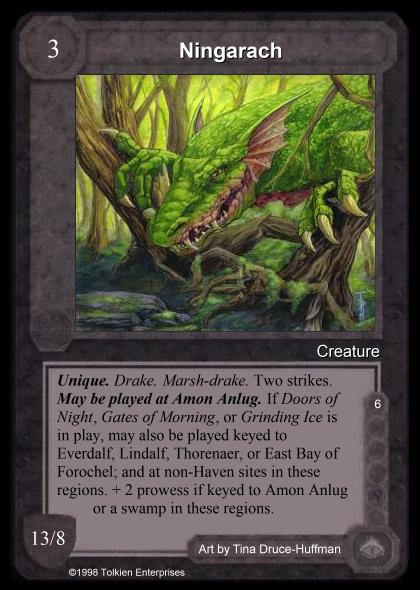 3
Ningarach
Creature
Unique. Drake. Marsh-drake. Two strikes.
May be played at Amon Anlug. If Doors of
Night, Gates of Morning, or Grinding Ice is
in play, may also be played keyed to
Everdalf, Lindalf, Thorenaer, or East Bay of
Forochel; and at non-Haven sites in these
regions. + 2 prowess if keyed to Amon Anlug
or a swamp in these regions.
6
13/8
Art by Tina Druce-Huffman
©1998 Tolkien Enterprises